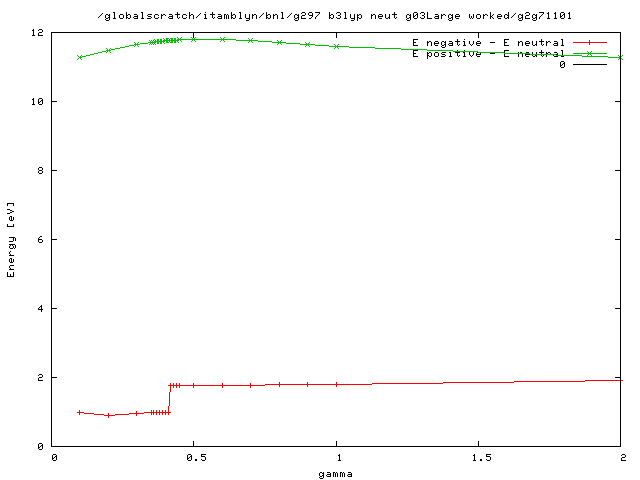 /globalscratch/itamblyn/bnl/g297 b3lyp neut g03Large worked/g2g71101
12
10
8
6
4
2
0
Energy [eV]
E negative - E neutral
E positive - E neutral
0
0
0.5
1
1.5
2
gamma